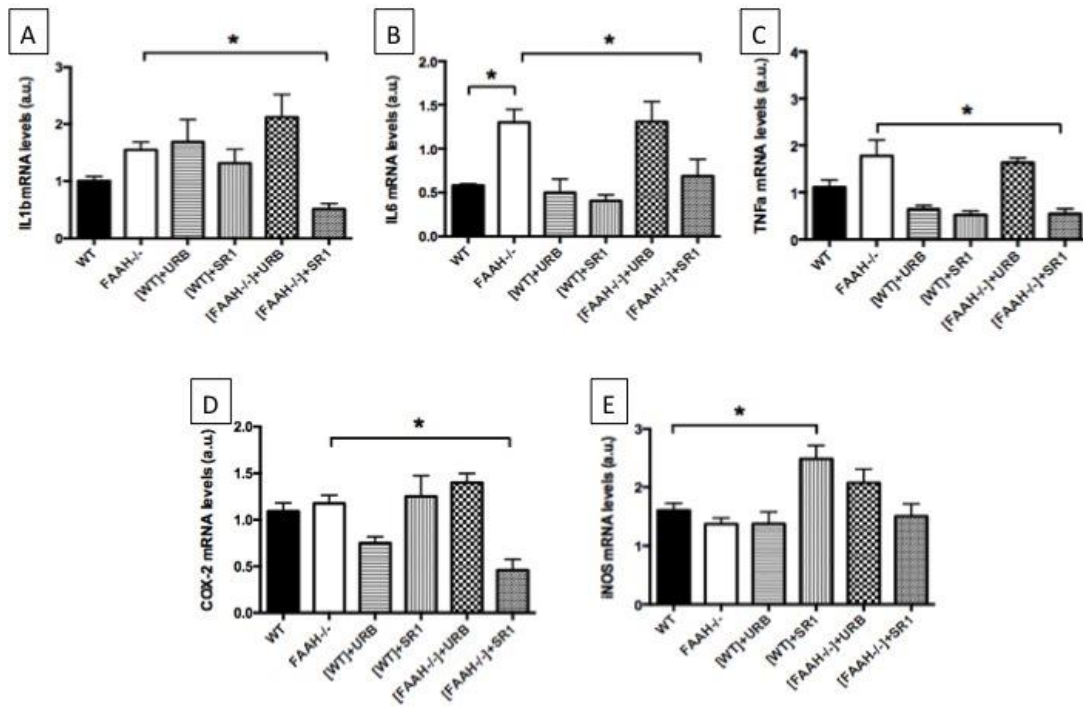 A
*
IL1b mRNA levels (a.u.)
3
2
1
0
WT
FAAH-/-
[WT]+URB
[WT]+SR1
[FAAH-/-]+URB
[FAAH-/-]+SR1
B
*
*
IL6 mRNA levels (a.u.)
2.0
1.5
1.0
0.5
0.0
WT
FAAH-/-
[WT]+URB
[WT]+SR1
[FAAH-/-]+URB
[FAAH-/-]+SR1
C
*
TNFa mRNA levels (a.u.)
4
3
2
1
0
WT
FAAH-/-
[WT]+URB
[WT]+SR1
[FAAH-/-]+URB
[FAAH-/-]+SR1
D
*
COX-2 mRNA levels (a.u.)
2.0
1.5
1.0
0.5
0.0
WT
FAAH-/-
[WT]+URB
[WT]+SR1
[FAAH-/-]+URB
[FAAH-/-]+SR1
E
*
iNOS mRNA levels (a.u.)
3
2
1
0
WT
FAAH-/-
[WT]+URB
[WT]+SR1
[FAAH-/-]+URB
[FAAH-/-]+SR1